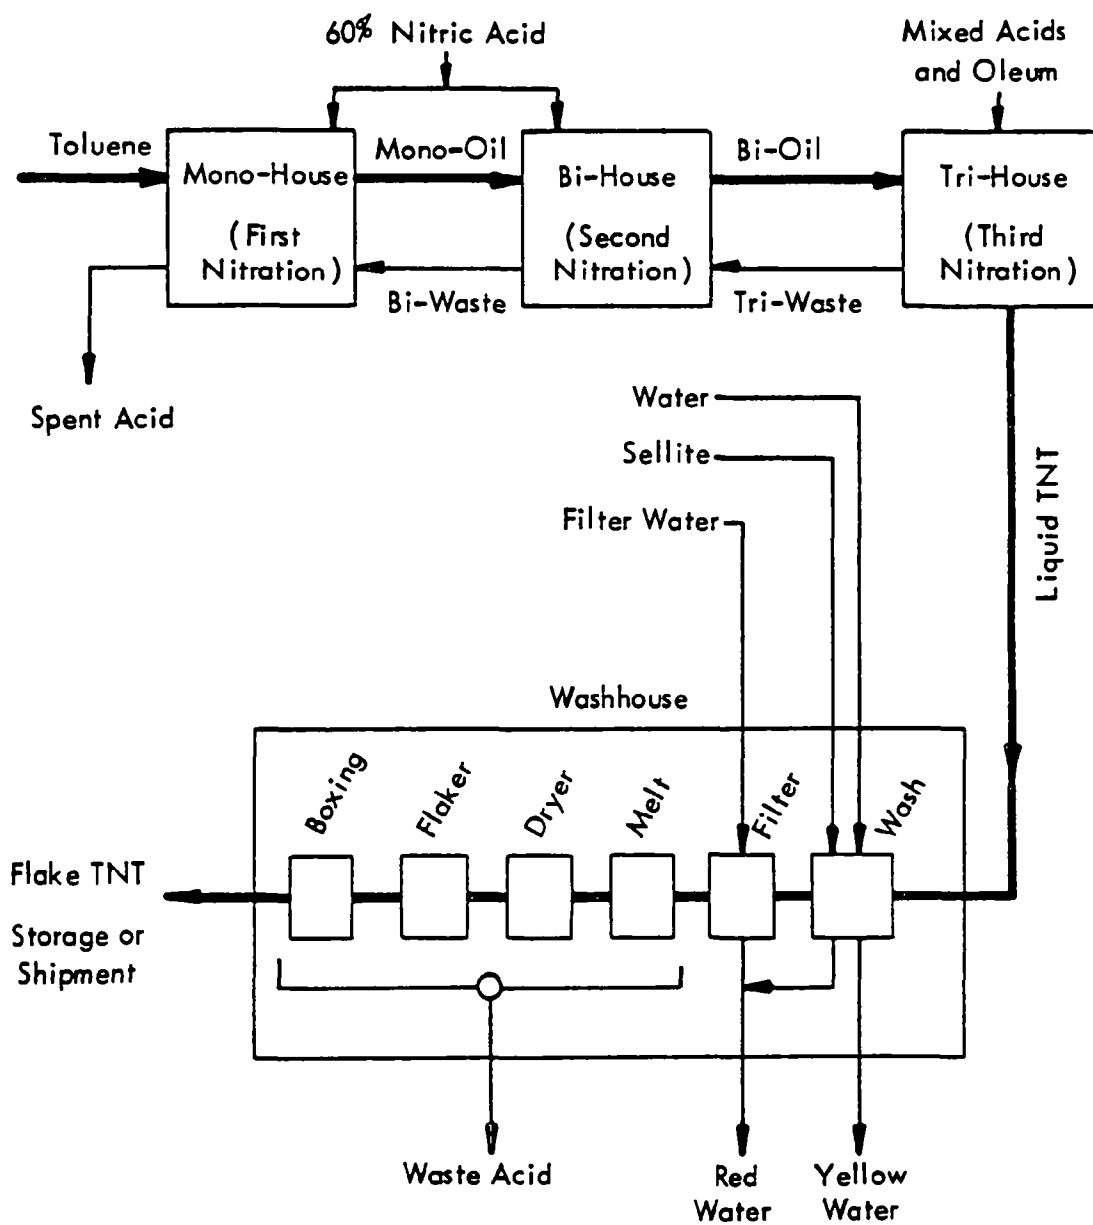 60% Nitric Acid
Mixed Acids
and Oleum
Toluene
Mono-House
(First
Nitration)
Mono-Oil
Bi-House
(Second
Nitration)
Bi-Oil
Tri-House
(Third
Nitration)
Bi-Waste
Tri-Waste
Spent Acid
Water
Sellite
Filter Water
Liquid TNT
Washhouse
Boxing
Flaker
Dryer
Melt
Filter
Wash
Flake TNT
Storage or
Shipment
Waste Acid
Red
Water
Yellow
Water